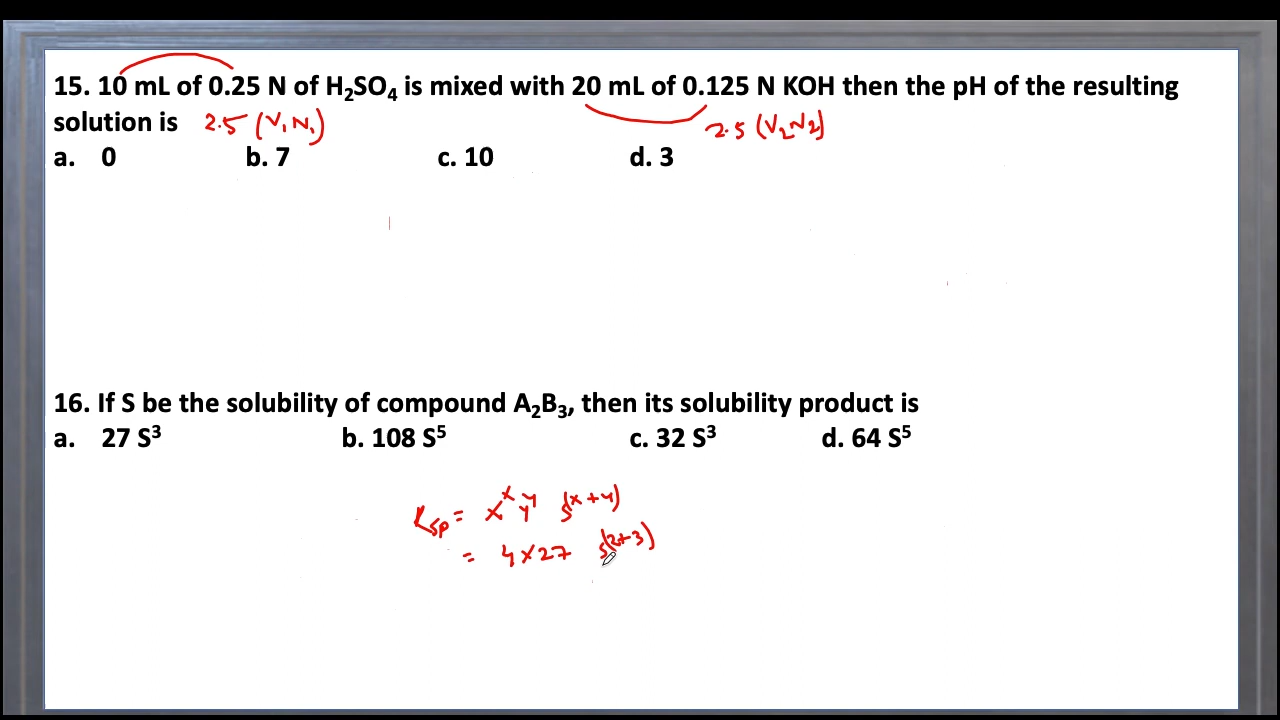 15. 10 mL of 0.25 N of H₂SO₄ is mixed with 20 mL of 0.125 N KOH then the pH of the resulting
solution is 2.5 (V₁N₁) 2.5 (V₂N₂)
a. 0 b. 7 c. 10 d. 3
16. If S be the solubility of compound A₂B₃, then its solubility product is
a. 27 S³ b. 108 S⁵ c. 32 S³ d. 64 S⁵
Ksp = xˣ yʸ s⁽ˣ⁺ʸ⁾
= 4×27 s⁽²⁺³⁾